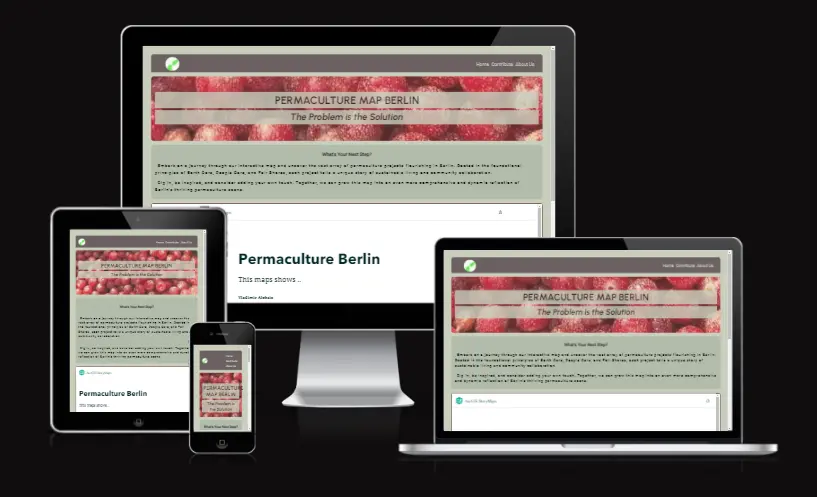 Home Contribute About Us
PERMACULTURE MAP BERLIN
The Problem is the Solution
What's Your Next Step?
Embark on a journey through our interactive map and uncover the vast array of permaculture projects flourishing in Berlin. Rooted in the foundational
principles of Earth Care, People Care, and Fair Shares, each project tells a unique story of sustainable living and community collaboration.
Dig in, be inspired, and consider adding your own touch. Together, we can grow this map into an even more comprehensive and dynamic reflection of
Berlin's thriving permaculture scene.
Permaculture Berlin
This maps shows ..
Home Contribute About Us
PERMACULTURE MAP BERLIN
The Problem is the Solution
What's Your Next Step?
Permaculture Berlin
This maps shows ..
PERMACULTURE
MAP BERLIN
The Problem is
the Solution
What's Your Next Step?
Home Contribute About Us
PERMACULTURE MAP BERLIN
The Problem is the Solution
What's Your Next Step?
Embark on a journey through our interactive map and uncover the vast array of permaculture projects flourishing in Berlin.
Rooted in the foundational principles of Earth Care, People Care, and Fair Shares, each project tells a unique story of
sustainable living and community collaboration.
Dig in, be inspired, and consider adding your own touch. Together, we can grow this map into an even more comprehensive
and dynamic reflection of Berlin's thriving permaculture scene.